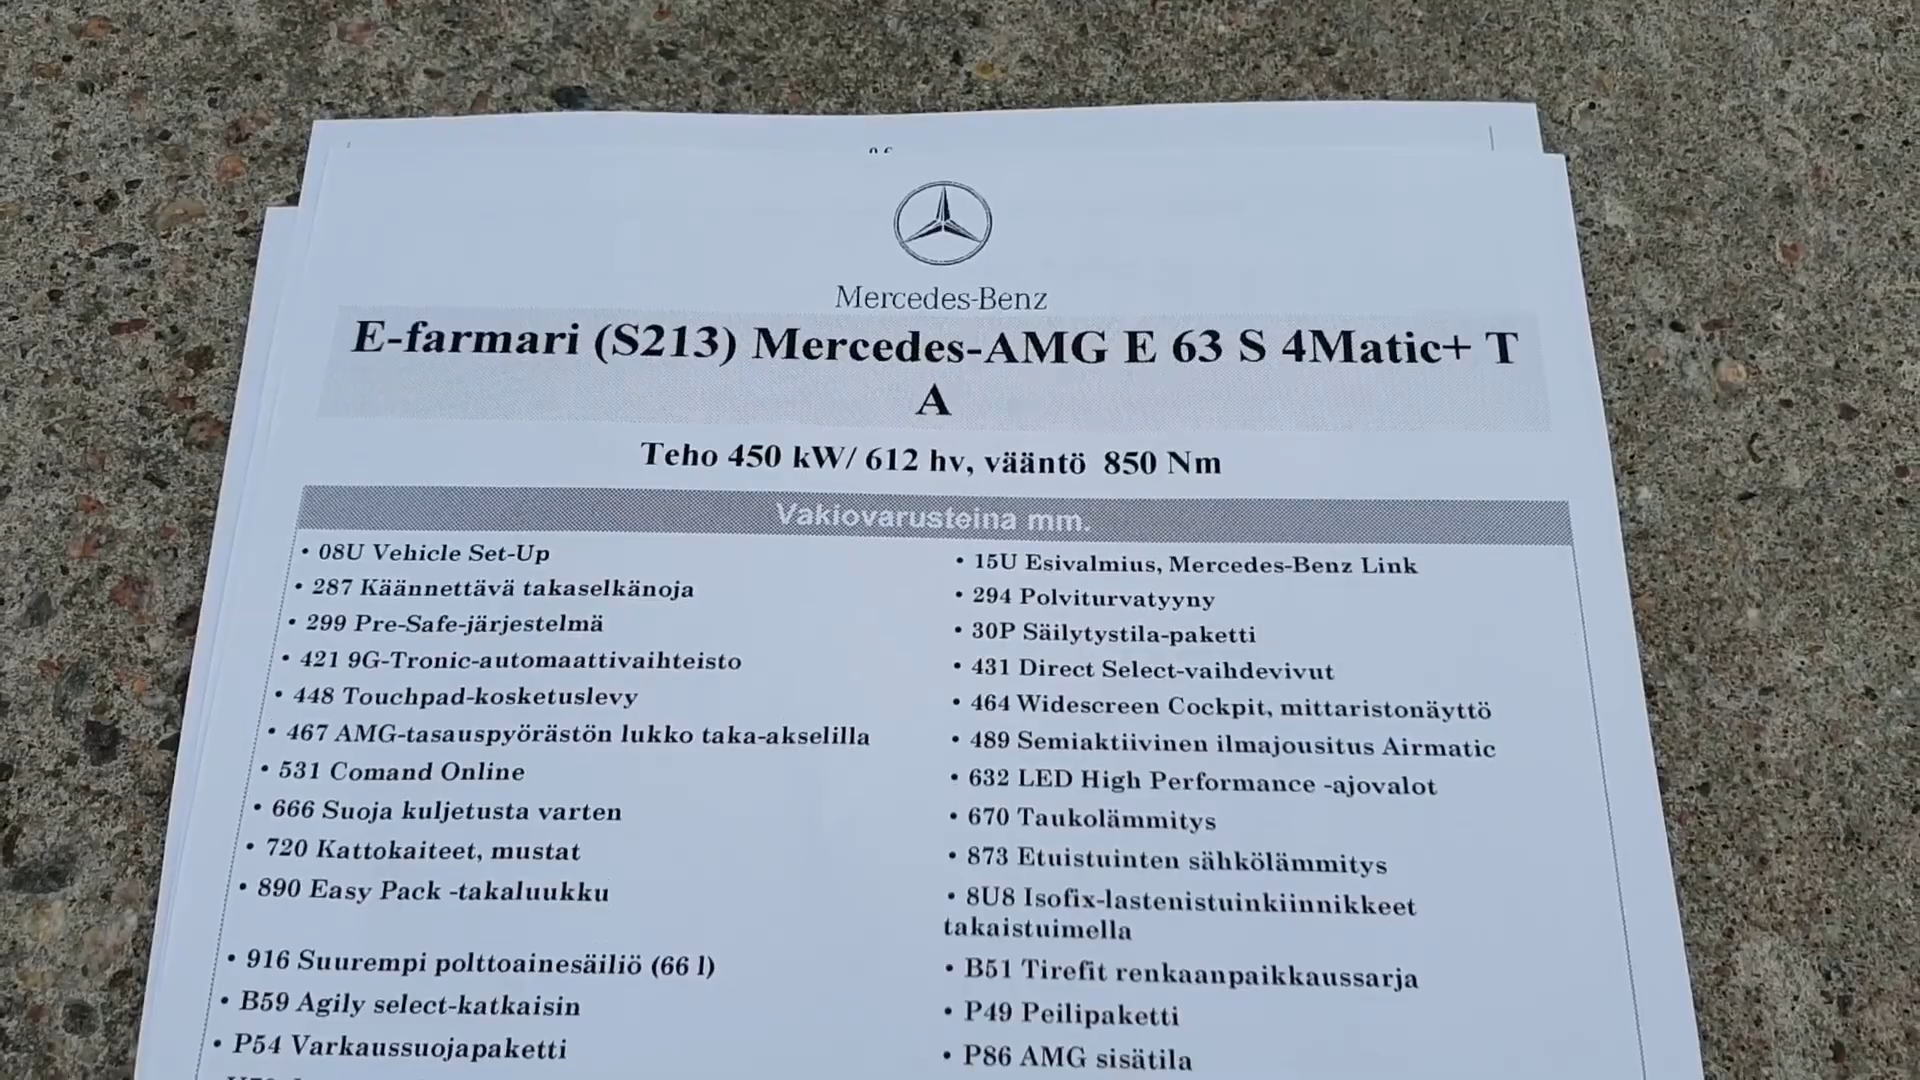 Mercedes-Benz
E-farmari (S213) Mercedes-AMG E 63 S 4Matic+ T
A
Teho 450 kW/ 612 hv, vääntö 850 Nm
Vakiovarusteina mm.
• 08U Vehicle Set-Up
• 287 Käännettävä takaselkänoja
• 299 Pre-Safe-järjestelmä
• 421 9G-Tronic-automaattivaihteisto
• 448 Touchpad-kosketuslevy
• 467 AMG-tasauspyörästön lukko taka-akselilla
• 531 Comand Online
• 666 Suoja kuljetusta varten
• 720 Kattokaiteet, mustat
• 890 Easy Pack -takaluukku
• 916 Suurempi polttoainesäiliö (66 l)
• B59 Agily select-katkaisin
• P54 Varkaussuojapaketti
• 15U Esivalmius, Mercedes-Benz Link
• 294 Polviturvatyyny
• 30P Säilytystila-paketti
• 431 Direct Select-vaihdevivut
• 464 Widescreen Cockpit, mittaristonäyttö
• 489 Semiaktiivinen ilmajousitus Airmatic
• 632 LED High Performance -ajovalot
• 670 Taukolämmitys
• 873 Etuistuinten sähkölämmitys
• 8U8 Isofix-lastenistuinkiinnikkeet
takaistuimella
• B51 Tirefit renkaanpaikkaussarja
• P49 Peilipaketti
• P86 AMG sisätila